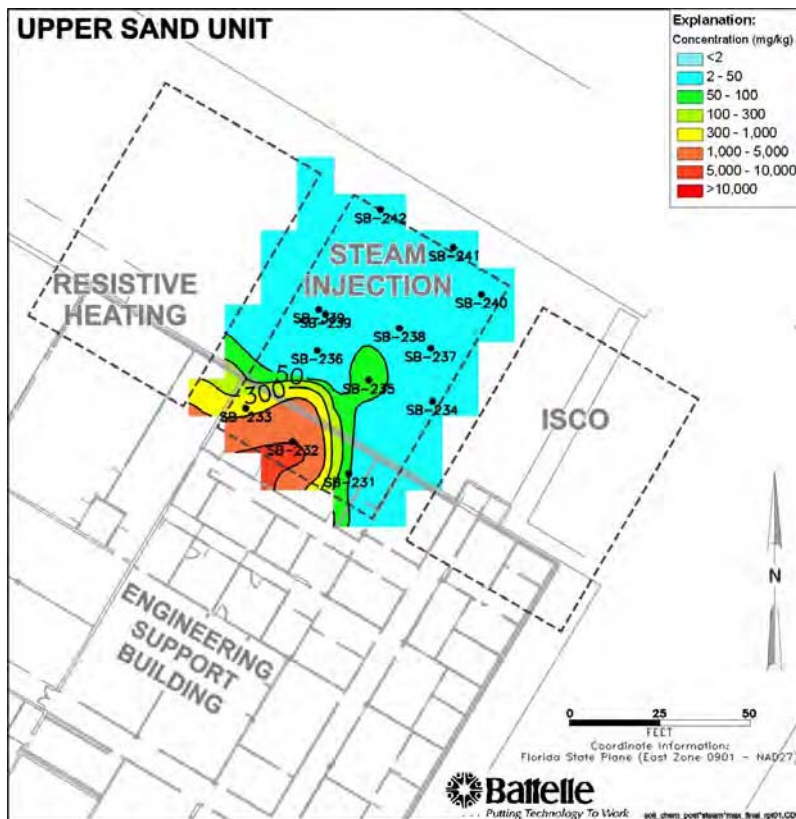 UPPER SAND UNIT
Explanation:
Concentration (mg/kg)
<2
2 - 50
50 - 100
100 - 300
300 - 1,000
1,000 - 5,000
5,000 - 10,000
>10,000
SB-242
SB-241
STEAM
INJECTION
RESISTIVE
HEATING
SB-240
SB-239
SB-239
SB-238
SB-237
SB-236
50
SB-235
300
SB-234
SB-233
ISCO
SB-232
SB-231
N
ENGINEERING
SUPPORT
BUILDING
0 25 50
FEET
Coordinate Information:
Florida State Plane (East Zone 0901 - NAD27)
Battelle
Putting Technology To Work